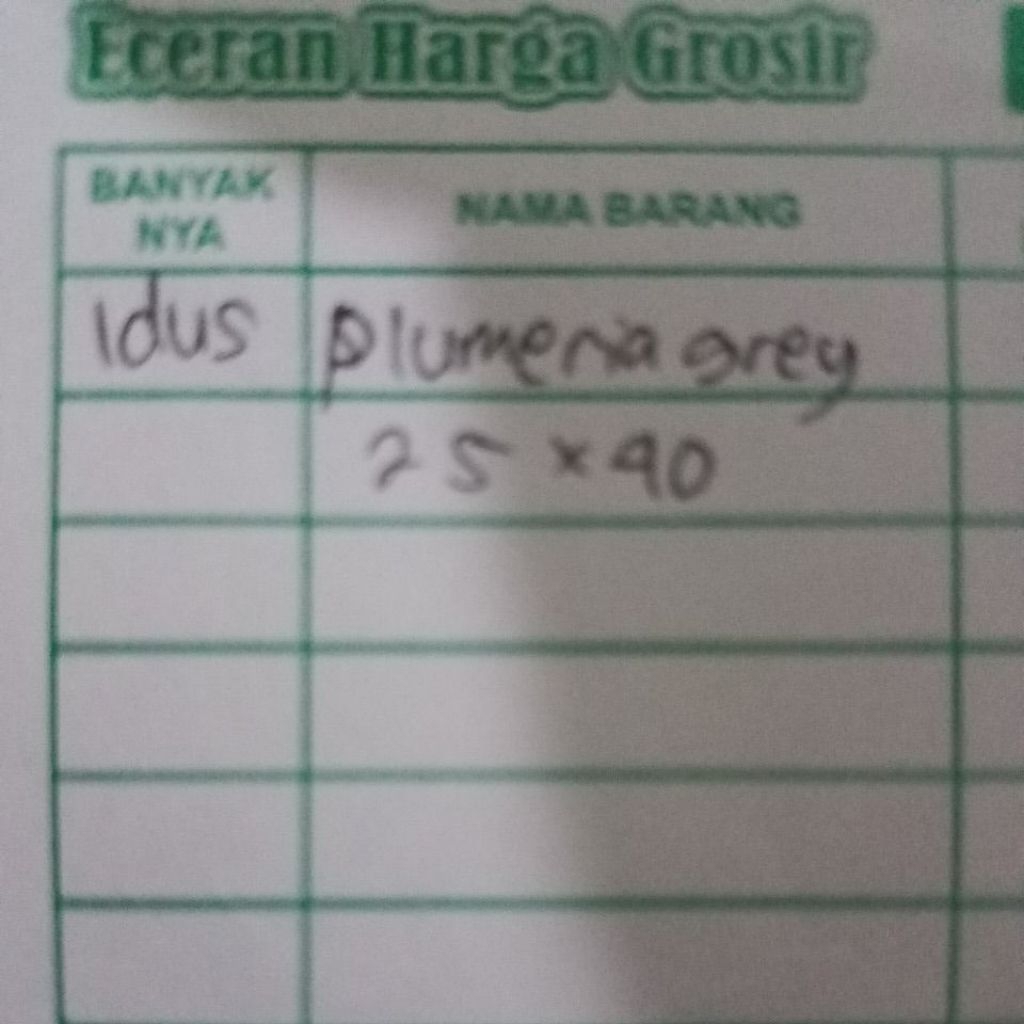 Eceran Harga Grosir
BANYAK NYA
NAMA BARANG
1dus plumeria grey
25 x 40